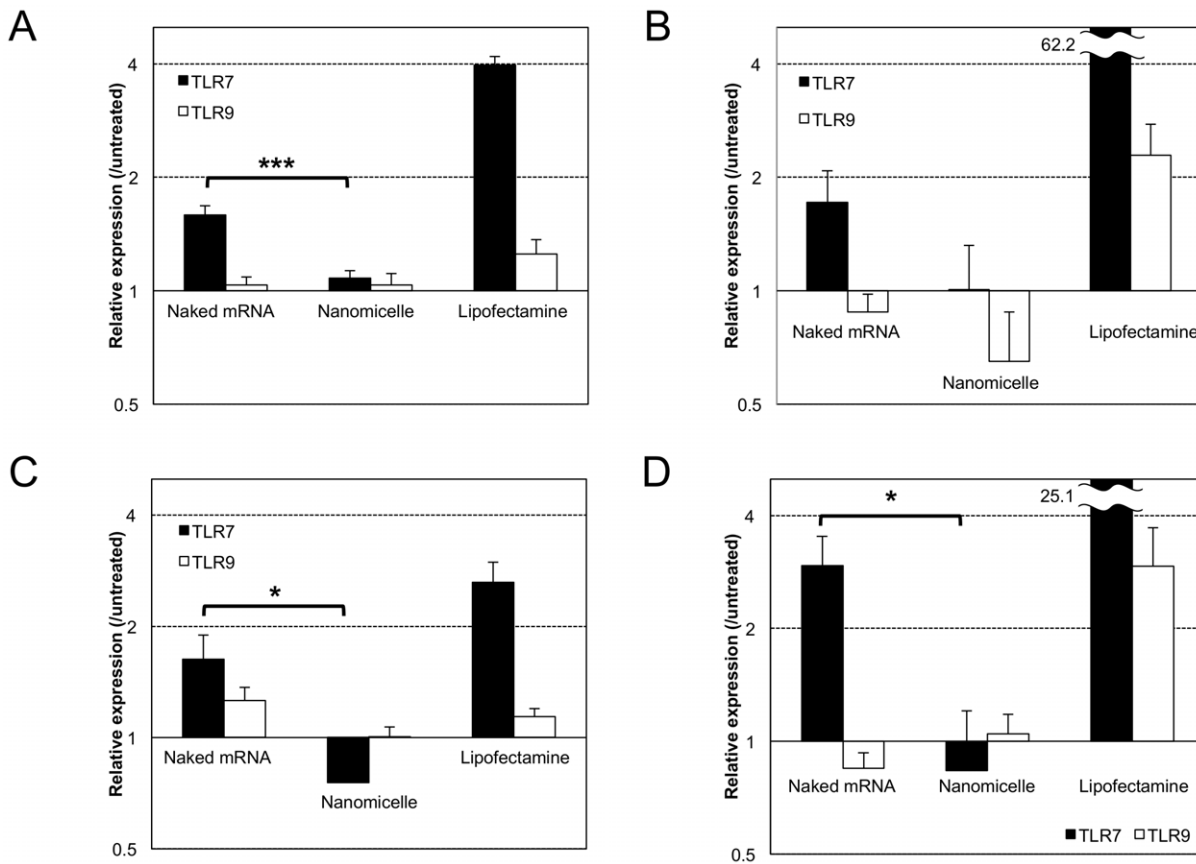 A
Relative expression (/untreated)
4
2
1
0.5
TLR7
TLR9
***
Naked mRNA Nanomicelle Lipofectamine
B
Relative expression (/untreated)
4
2
1
0.5
62.2
TLR7
TLR9
Naked mRNA Lipofectamine
Nanomicelle
C
Relative expression (/untreated)
4
2
1
0.5
TLR7
TLR9
*
Naked mRNA Lipofectamine
Nanomicelle
D
Relative expression (/untreated)
4
2
1
0.5
25.1
*
Naked mRNA Nanomicelle Lipofectamine
TLR7 TLR9